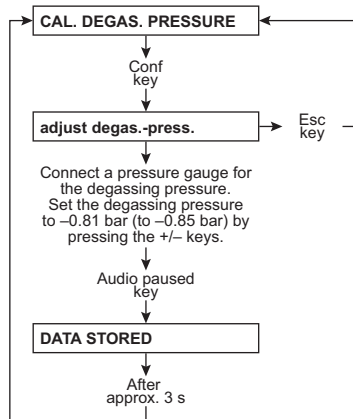 CAL. DEGAS. PRESSURE
Conf
key
adjust degas.-press.
Esc
key
Connect a pressure gauge for
the degassing pressure.
Set the degassing pressure
to –0.81 bar (to –0.85 bar) by
pressing the +/– keys.
Audio paused
key
DATA STORED
After
approx. 3 s